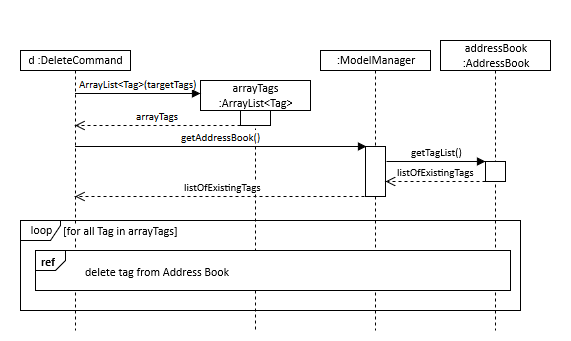 addressBook
:AddressBook
d :DeleteCommand
:ModelManager
ArrayList<Tag>(targetTags)
arrayTags
:ArrayList<Tag>
arrayTags
getAddressBook()
getTagList()
listOfExistingTags
listOfExistingTags
loop
[for all Tag in arrayTags]
ref
delete tag from Address Book